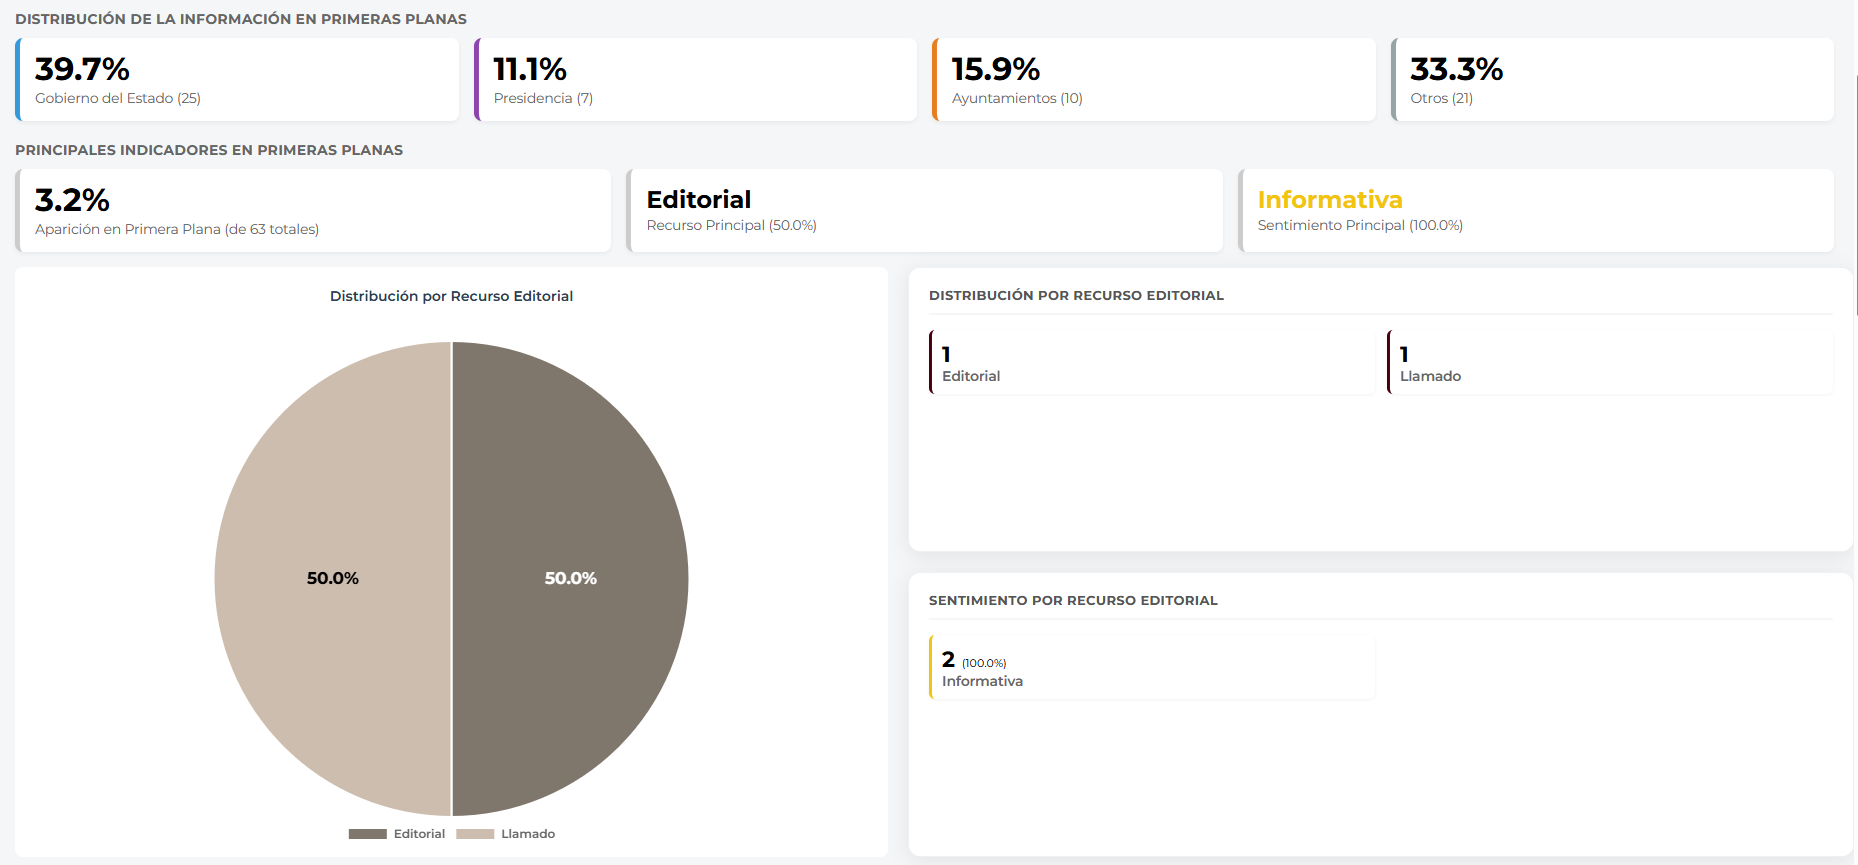 DISTRIBUCIÓN DE LA INFORMACIÓN EN PRIMERAS PLANAS
39.7%
Gobierno del Estado (25)
11.1%
Presidencia (7)
15.9%
Ayuntamientos (10)
33.3%
Otros (21)
PRINCIPALES INDICADORES EN PRIMERAS PLANAS
3.2%
Aparición en Primera Plana (de 63 totales)
Editorial
Recurso Principal (50.0%)
Informativa
Sentimiento Principal (100.0%)
Distribución por Recurso Editorial
50.0%
50.0%
Editorial
Llamado
DISTRIBUCIÓN POR RECURSO EDITORIAL
1
Editorial
1
Llamado
SENTIMIENTO POR RECURSO EDITORIAL
2 (100.0%)
Informativa